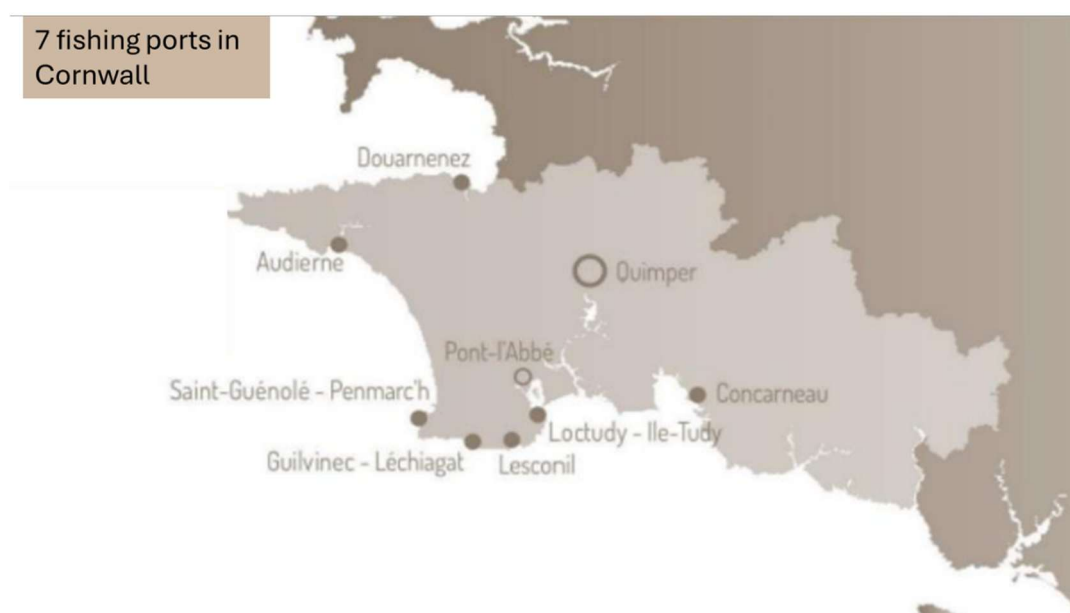 7 fishing ports in
Cornwall
Douarnenez
Audierne
Quimper
Pont-l'Abbé
Saint-Guénolé - Penmarc'h
Concarneau
Loctudy - Ile-Tudy
Guilvinec - Léchiagat
Lesconil